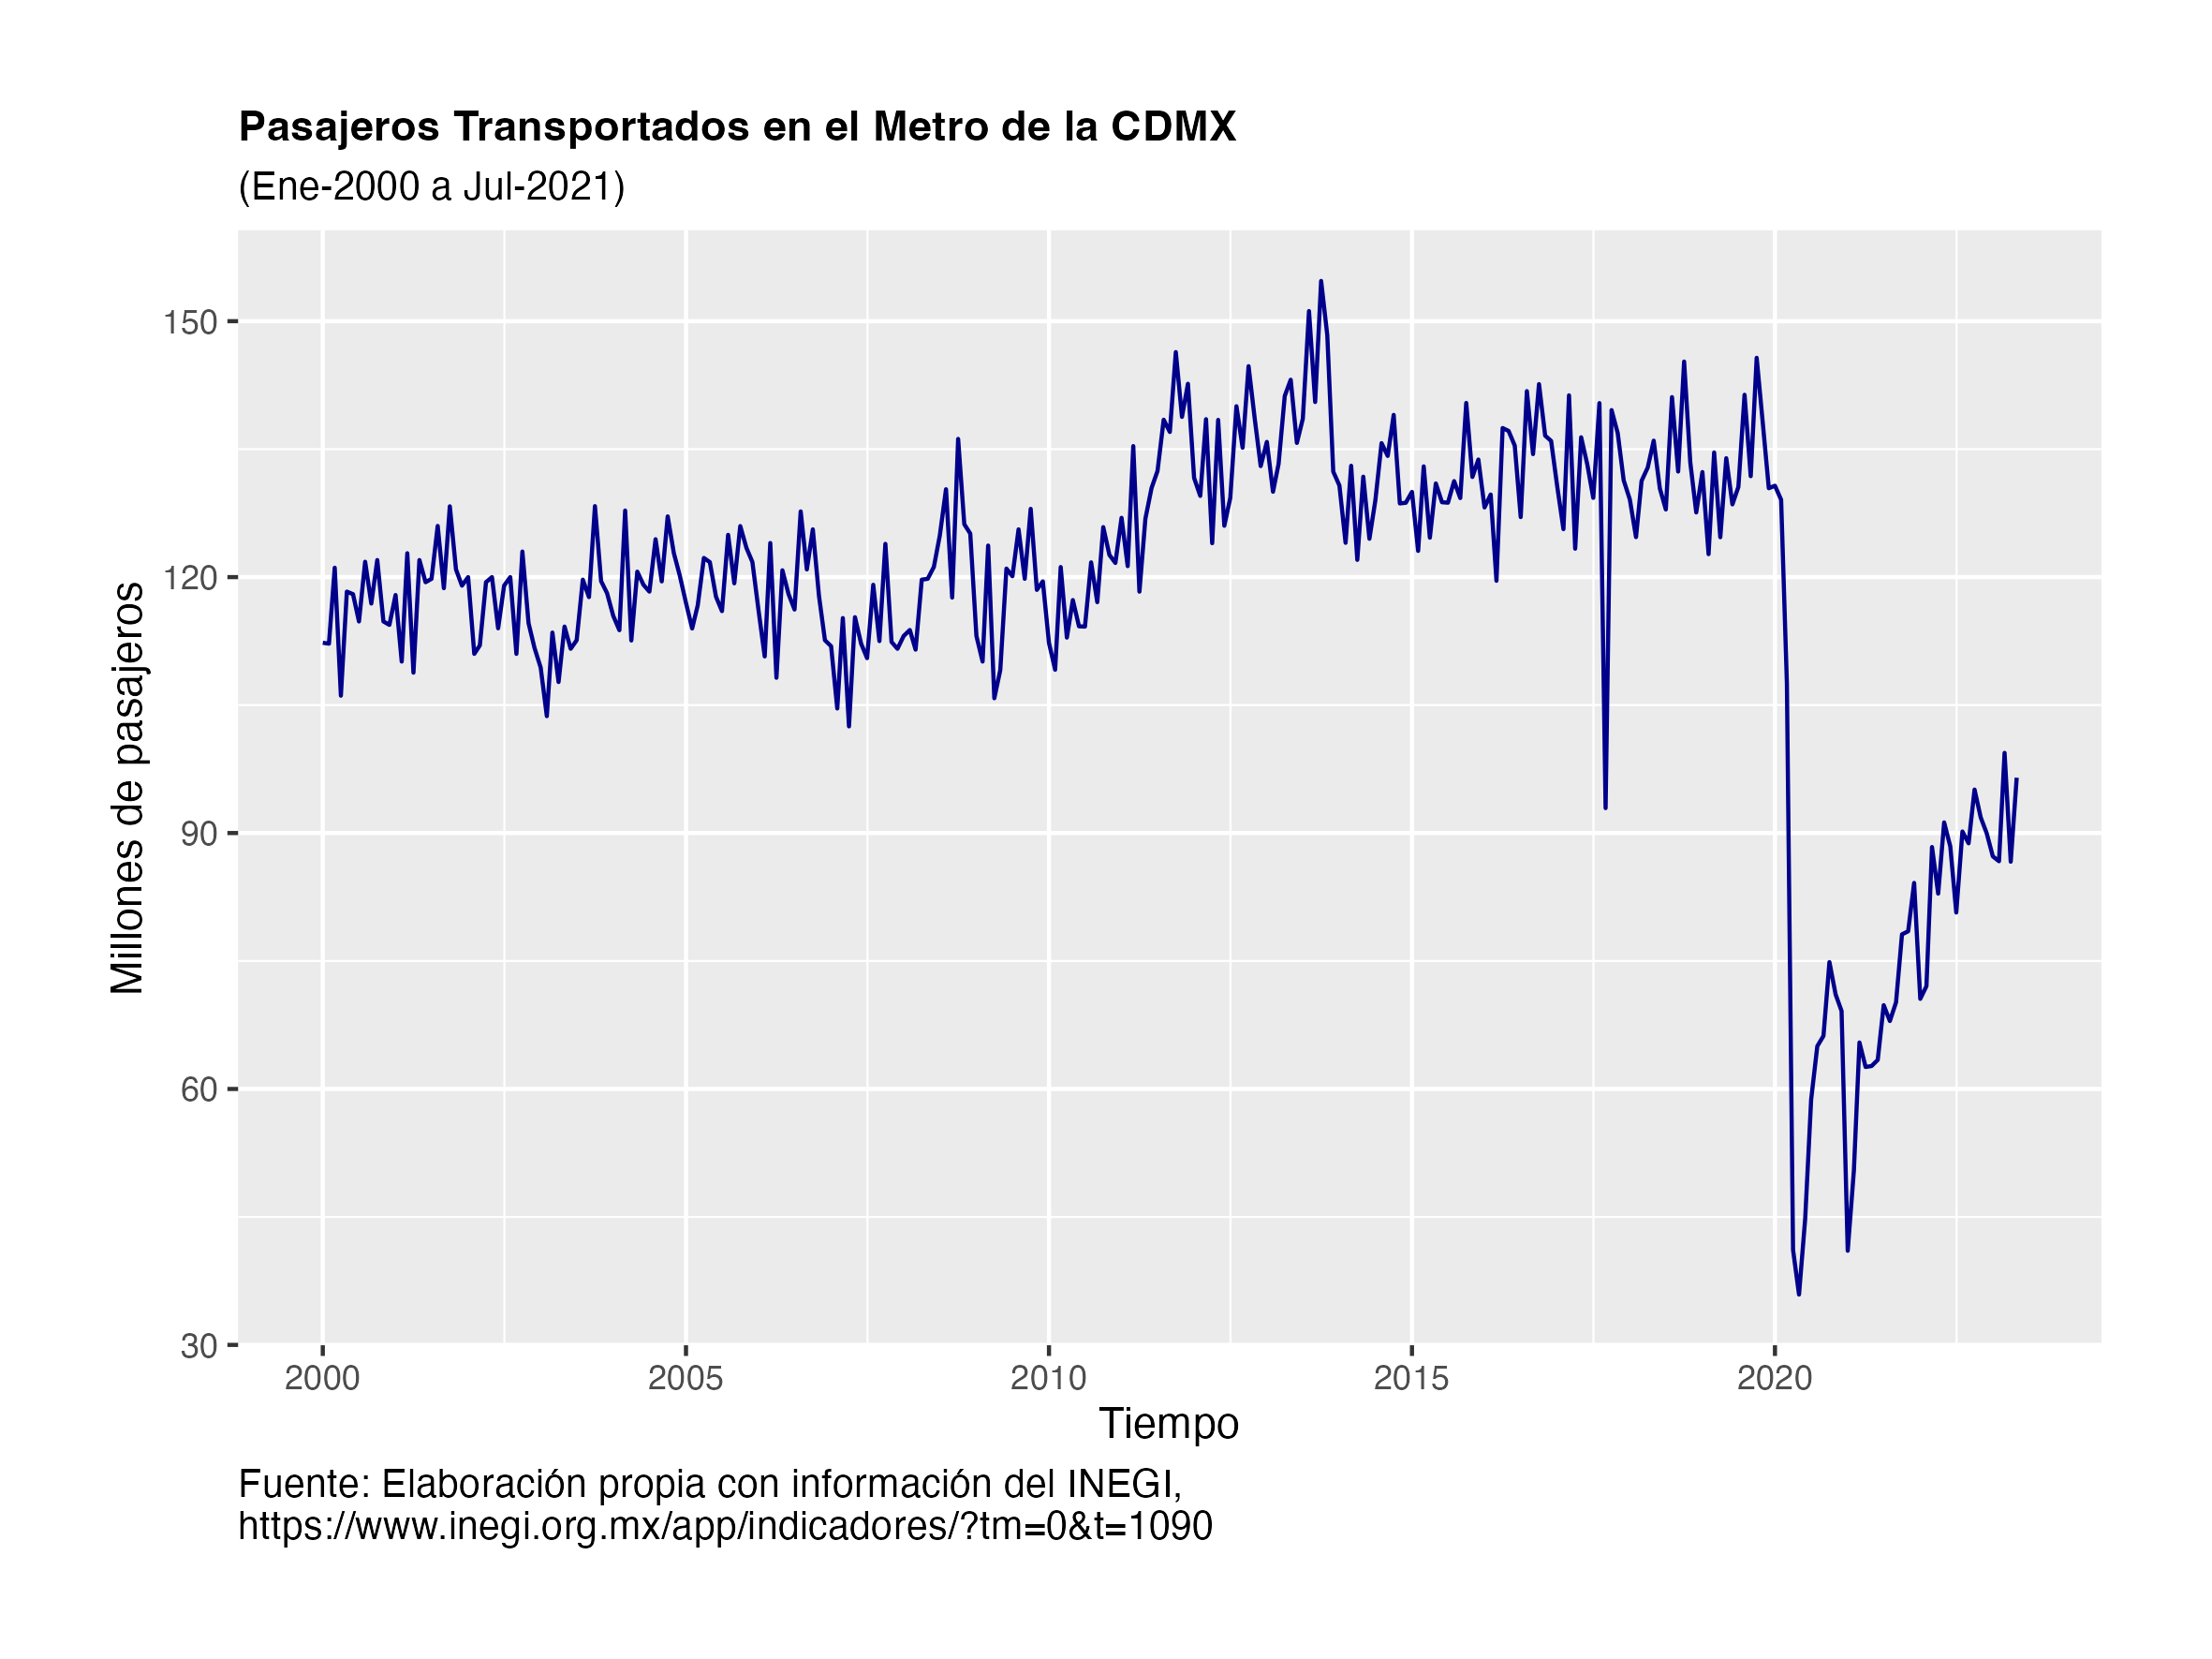 Pasajeros Transportados en el Metro de la CDMX
(Ene-2000 a Jul-2021)
Millones de pasajeros
150
120
90
60
30
2000
2005
2010
2015
2020
Tiempo
Fuente: Elaboración propia con información del INEGI,
https://www.inegi.org.mx/app/indicadores/?tm=0&t=1090